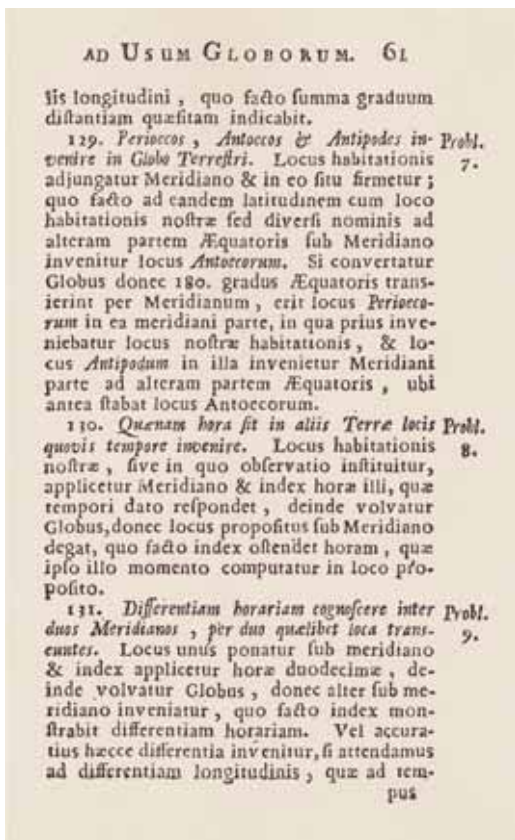 AD USUM GLOBORUM. 61
liis longitudini, quo facto summa graduum
distantiam quæsitam indicabit.
129. Periœcos, Antœcos & Antipodes in- Probl.
venire in Globo Terrestri. Locus habitationis 7.
adjungatur Meridiano & in eo situ firmetur;
quo facto ad eandem latitudinem cum loco
habitationis nostræ sed diversi nominis ad
alteram partem Æquatoris sub Meridiano
invenitur locus Antoecorum. Si convertatur
Globus donec 180. gradus Æquatoris trans-
ierint per Meridianum, erit locus Perioeco-
rum in ea meridiani parte, in qua prius inve-
niebatur locus nostræ habitationis, & lo-
cus Antipodum in illa invenietur Meridiani
parte ad alteram partem Æquatoris, ubi
antea stabat locus Antoecorum.
130. Quænam hora sit in aliis Terræ locis Probl.
quovis tempore invenire. Locus habitationis 8.
nostræ, sive in quo observatio instituitur,
applicetur Meridiano & index horæ illi, quæ
tempori dato respondet, deinde volvatur
Globus, donec locus propositus sub Meridiano
degat, quo facto index ostendet horam, quæ
ipso illo momento computatur in loco pro-
posito.
131. Differentiam horariam cognoscere inter Probl.
duos Meridianos, per duo quælibet loca trans- 9.
euntes. Locus unus ponatur sub meridiano
& index applicetur horæ duodecimæ, de-
inde volvatur Globus, donec alter sub me-
ridiano inveniatur, quo facto index mon-
strabit differentiam horariam. Vel accura-
tius hæcce differentia invenitur, si attendamus
ad differentiam longitudinis, quæ ad tem-
pus